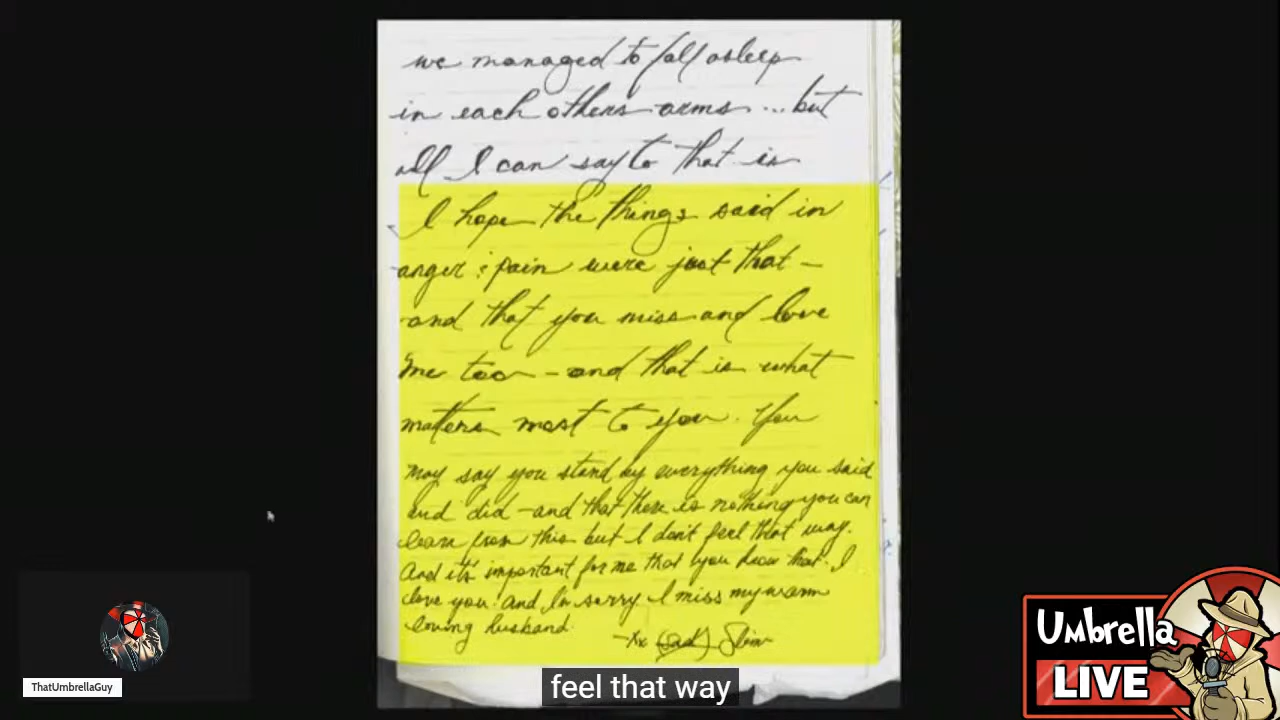 we managed to fall asleep
in each others arms ... but
all I can say to that is
I hope the things said in
anger & pain were just that -
and that you miss and love
me too - and that is what
matters most to you. You
may say you stand by everything you said
and did - and that there is nothing you can
learn from this but I don't feel that way.
And it's important for me that you know that. I
love you. And I'm sorry. I miss my warm
loving husband.
-Xx (sad) Slim
feel that way
ThatUmbrellaGuy
Umbrella
LIVE